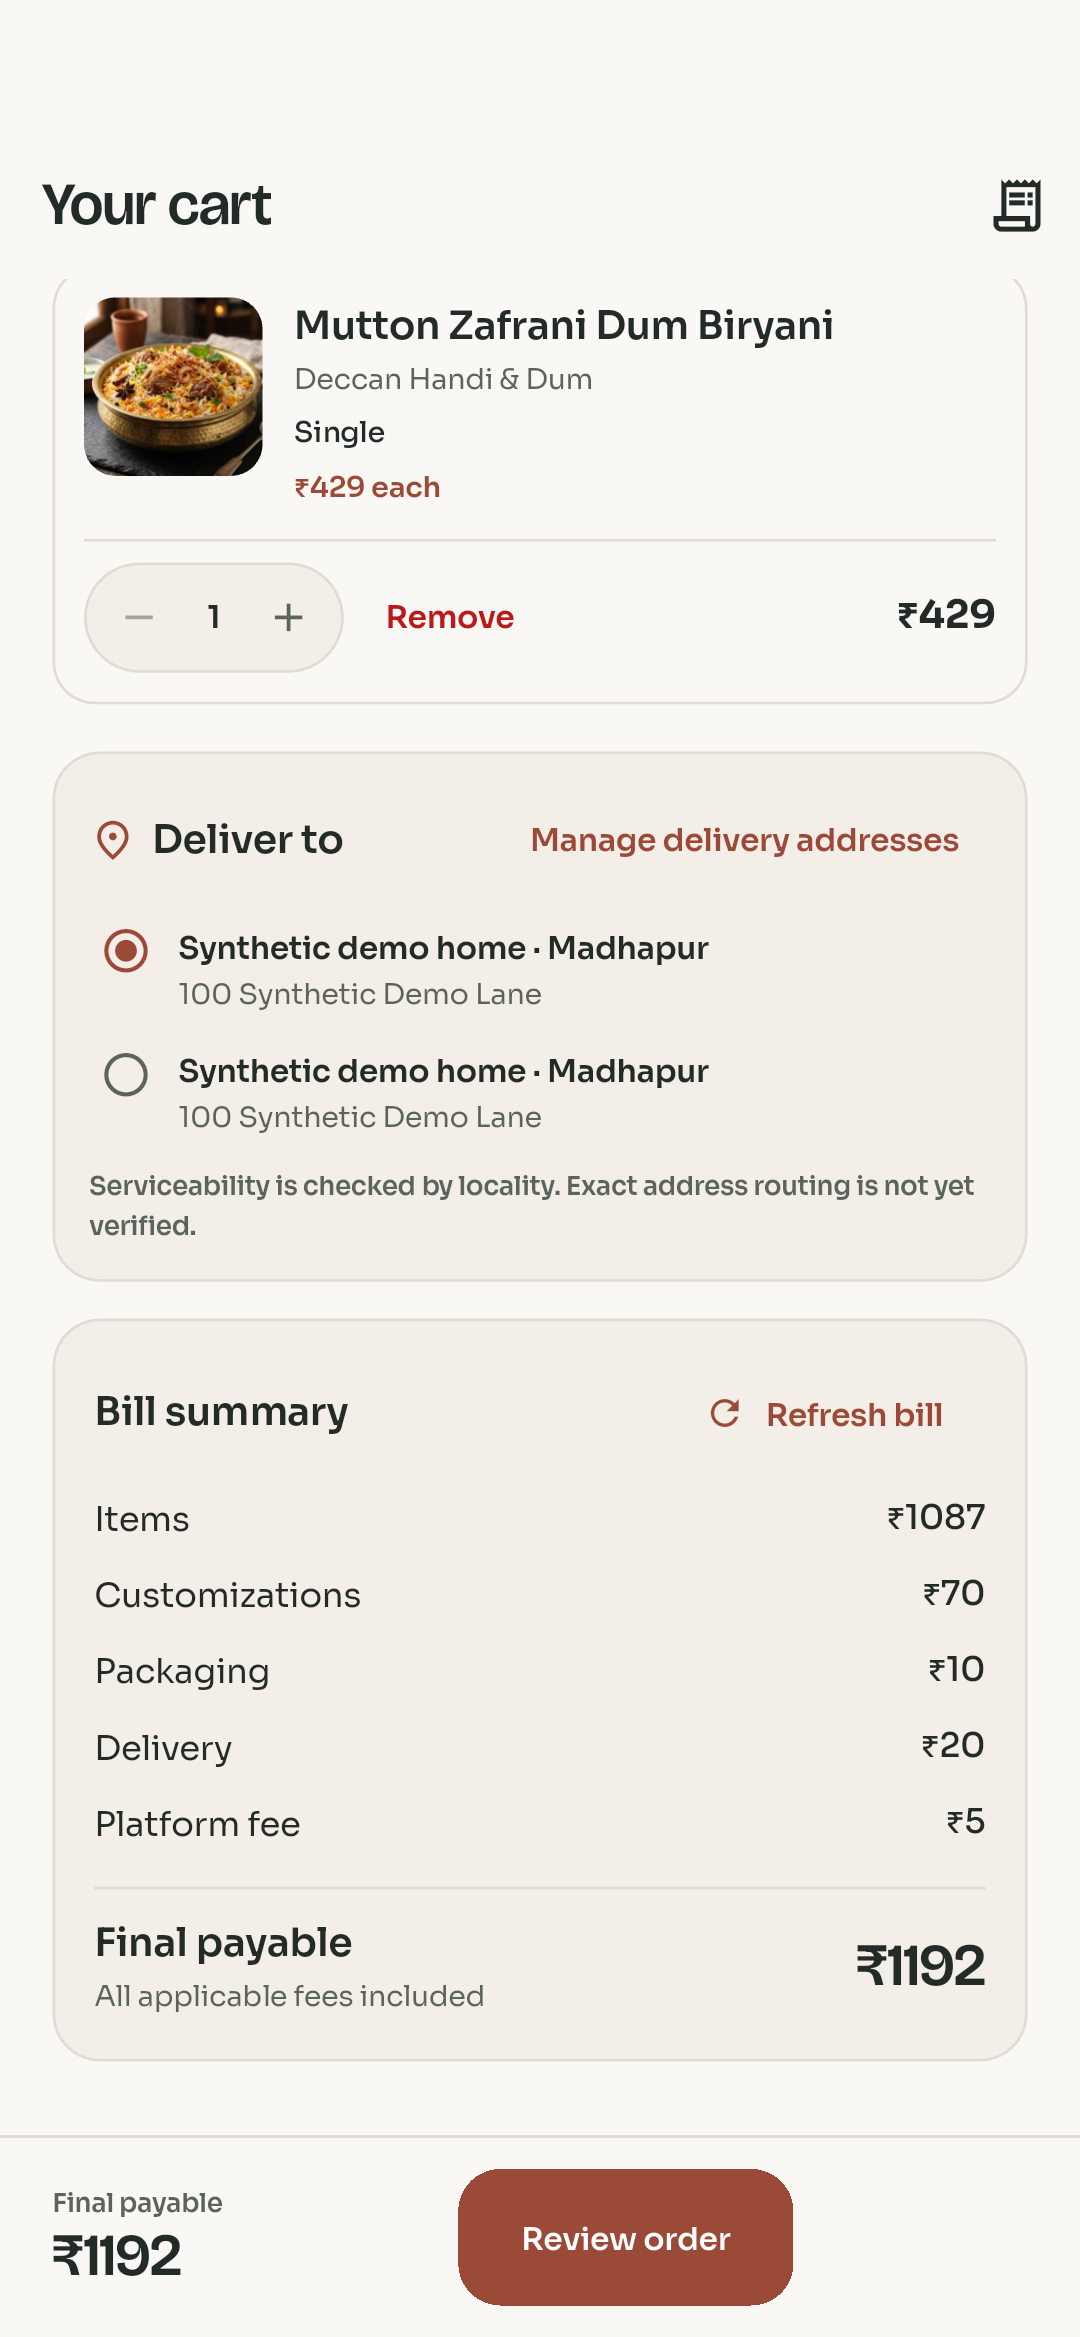 Your cart
Mutton Zafrani Dum Biryani
Deccan Handi & Dum
Single
₹429 each
1
Remove
₹429
Deliver to
Manage delivery addresses
Synthetic demo home · Madhapur
100 Synthetic Demo Lane
Synthetic demo home · Madhapur
100 Synthetic Demo Lane
Serviceability is checked by locality. Exact address routing is not yet
verified.
Bill summary
Refresh bill
Items ₹1087
Customizations ₹70
Packaging ₹10
Delivery ₹20
Platform fee ₹5
Final payable ₹1192
All applicable fees included
Final payable
₹1192
Review order